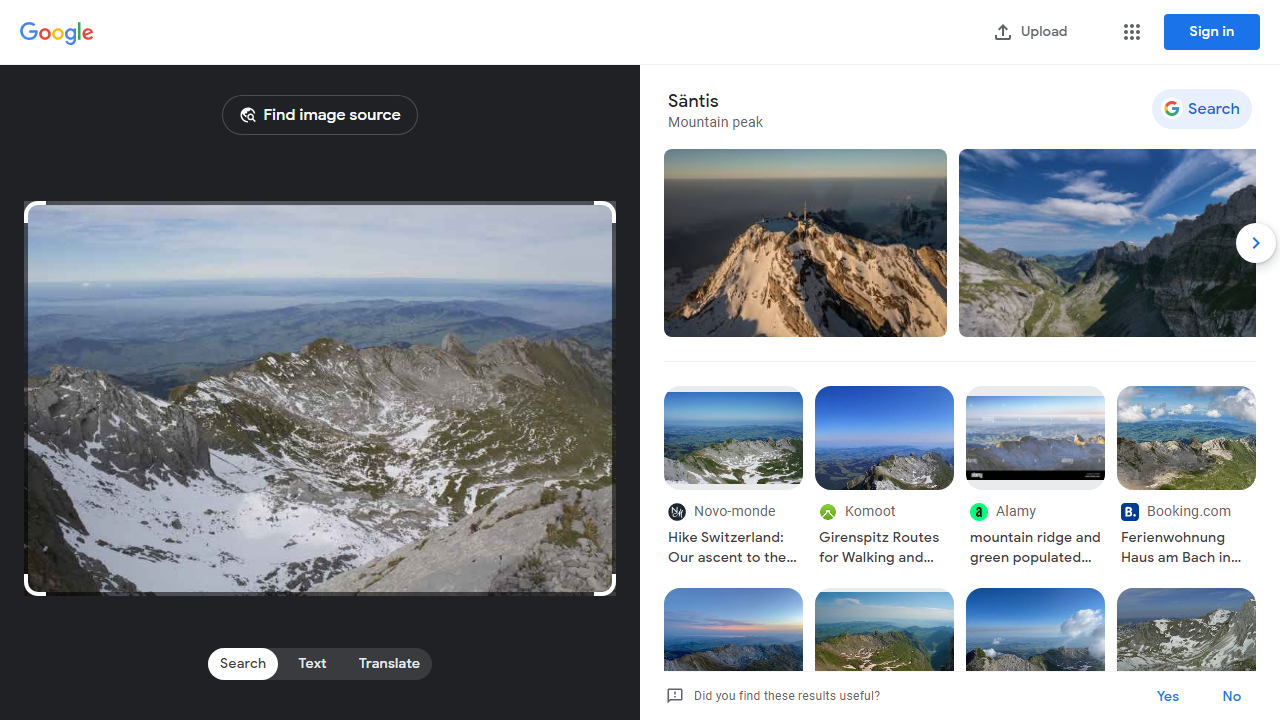 Google
Upload
Sign in
Find image source
Säntis
Mountain peak
Search
Novo-monde
Hike Switzerland:
Our ascent to the...
Komoot
Girenspitz Routes
for Walking and...
Alamy
mountain ridge and
green populated...
B.
Booking.com
Ferienwohnung
Haus am Bach in...
Search
Text
Translate
Did you find these results useful?
Yes
No